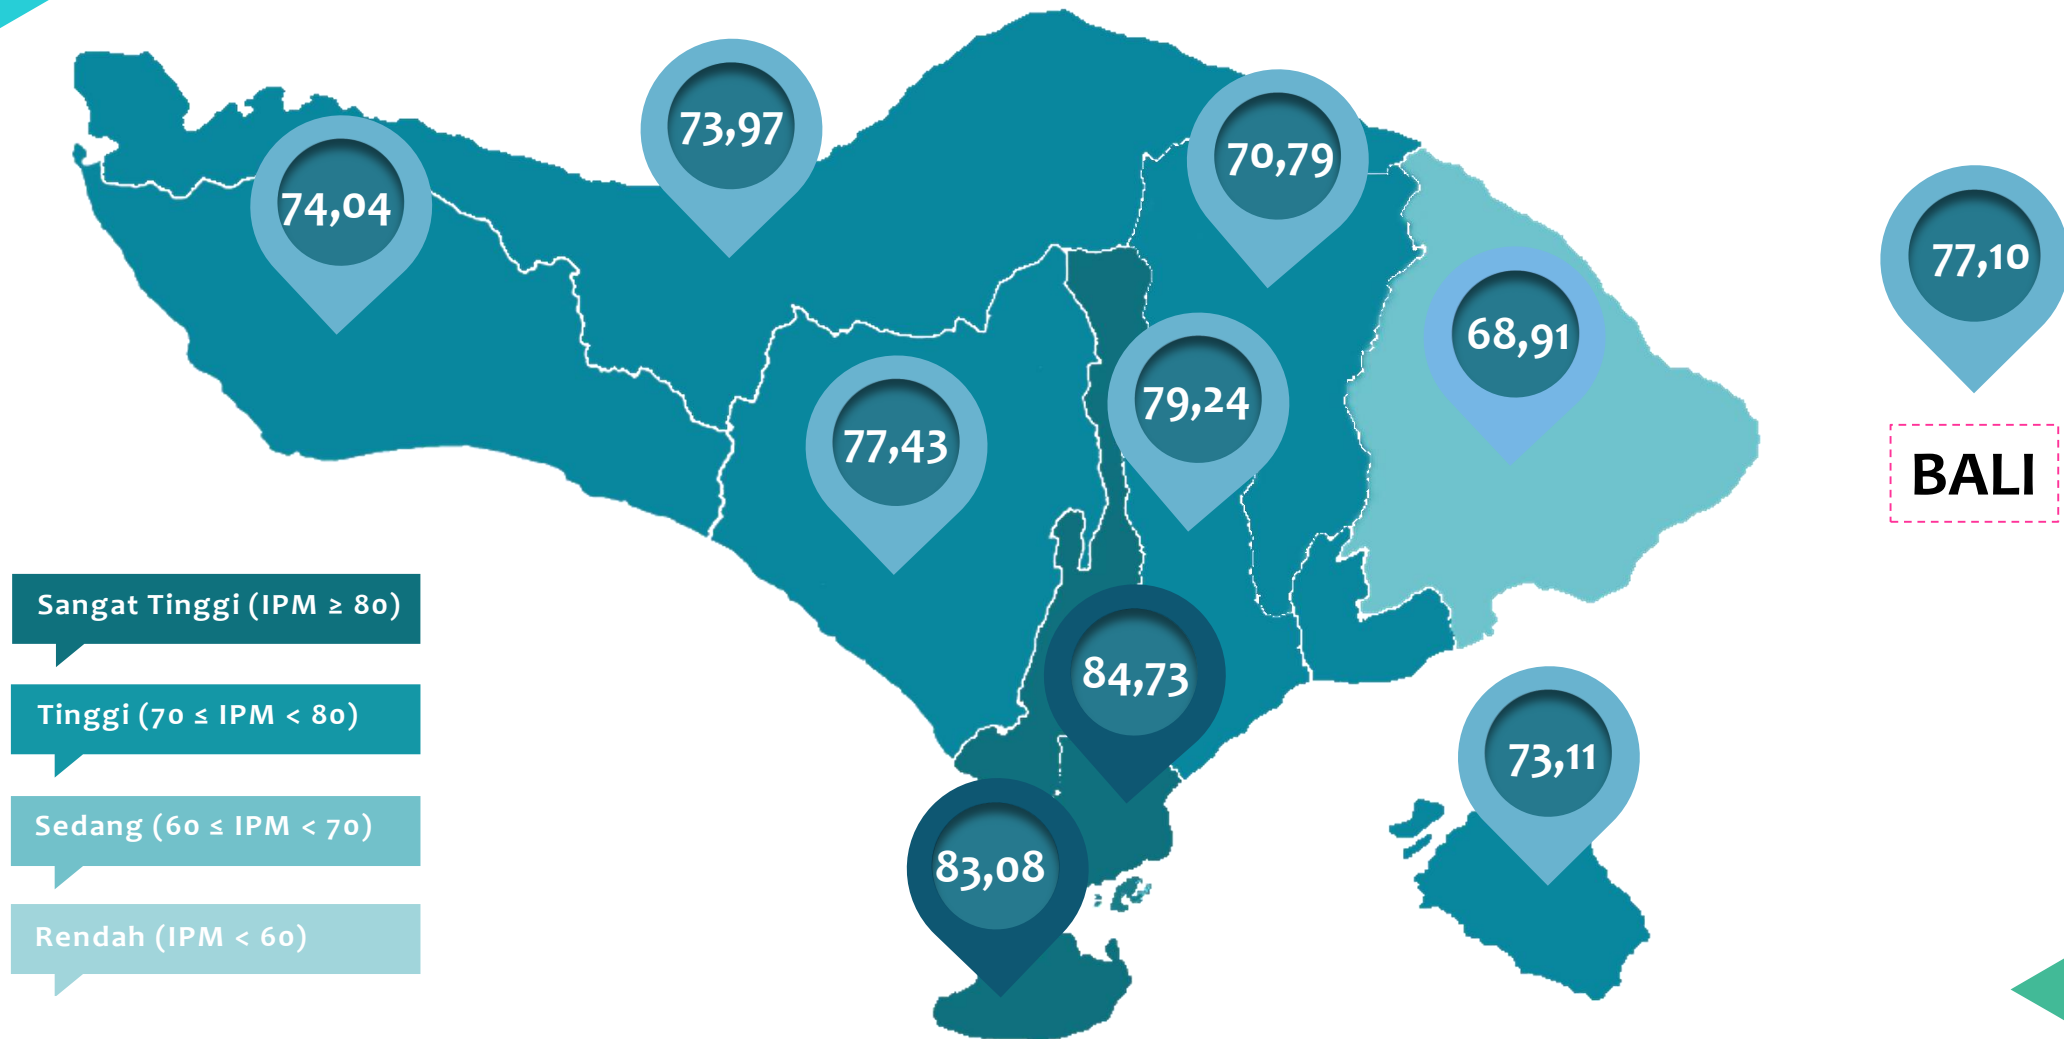 73,97
70,79
74,04
77,10
68,91
79,24
77,43
BALI
Sangat Tinggi (IPM ≥ 80)
84,73
Tinggi (70 ≤ IPM < 80)
73,11
Sedang (60 ≤ IPM < 70)
83,08
Rendah (IPM < 60)